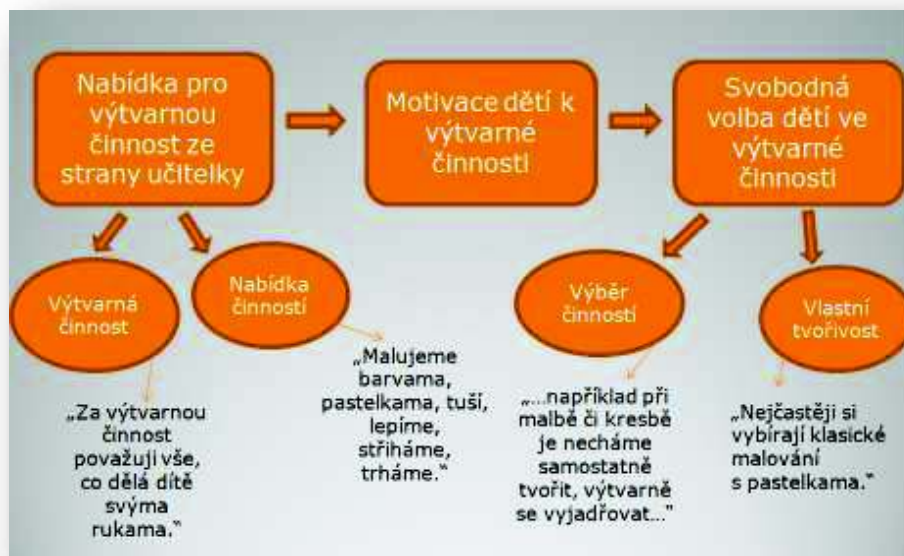 Nabídka pro
výtvarnou
činnost ze
strany učitelky
Motivace dětí k
výtvarné
činnosti
Svobodná
volba dětí ve
výtvarné
činnosti
Výtvarná
činnost
Nabídka
činností
Výběr
činností
Vlastní
tvořivost
„Za výtvarnou
činnost
považuji vše,
co dělá dítě
svýma
rukama.“
„Malujeme
barvama,
pastelkama, tuší,
lepíme,
stříháme,
trháme.“
„...například při
malbě či kresbě
je necháme
samostatně
tvořit, výtvarně
se vyjadřovat...“
„Nejčastěji si
vybírají klasické
malování
s pastelkama.“